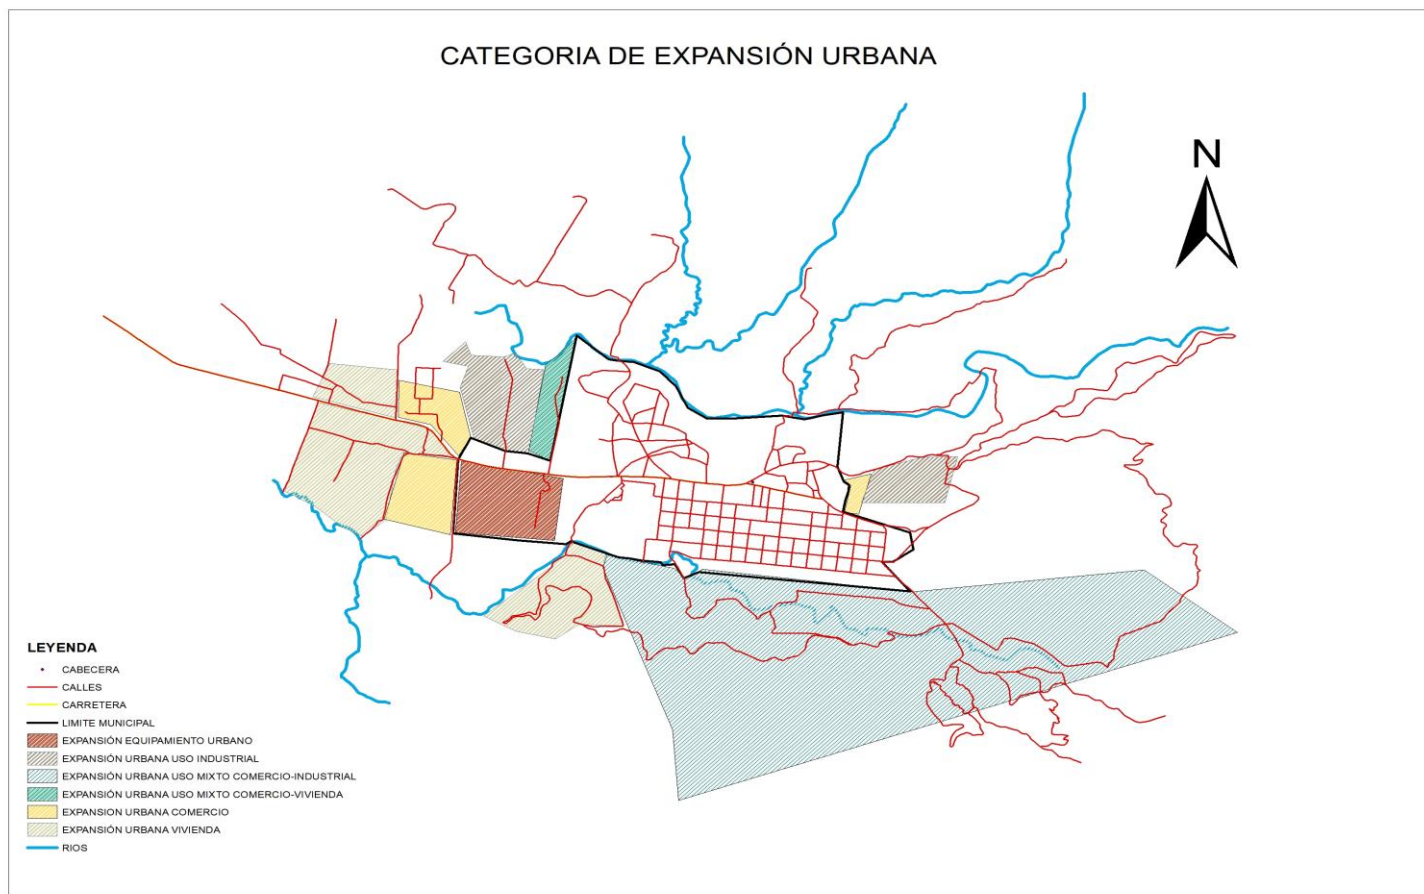 CATEGORIA DE EXPANSIÓN URBANA
N
LEYENDA
CABECERA
CALLES
CARRETERA
LIMITE MUNICIPAL
EXPANSIÓN EQUIPAMIENTO URBANO
EXPANSIÓN URBANA USO INDUSTRIAL
EXPANSIÓN URBANA USO MIXTO COMERCIO-INDUSTRIAL
EXPANSIÓN URBANA USO MIXTO COMERCIO-VIVIENDA
EXPANSION URBANA COMERCIO
EXPANSIÓN URBANA VIVIENDA
RIOS